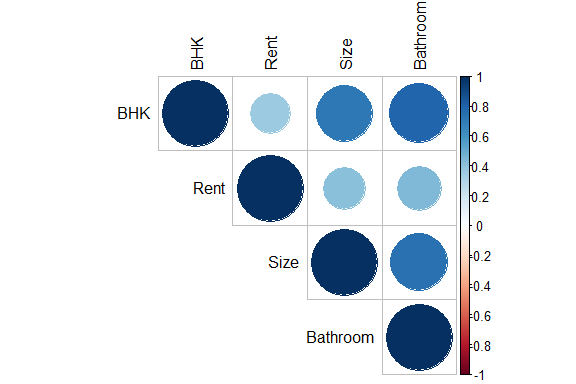 BHK
Rent
Size
Bathroom
BHK
Rent
Size
Bathroom
1
0.8
0.6
0.4
0.2
0
-0.2
-0.4
-0.6
-0.8
-1